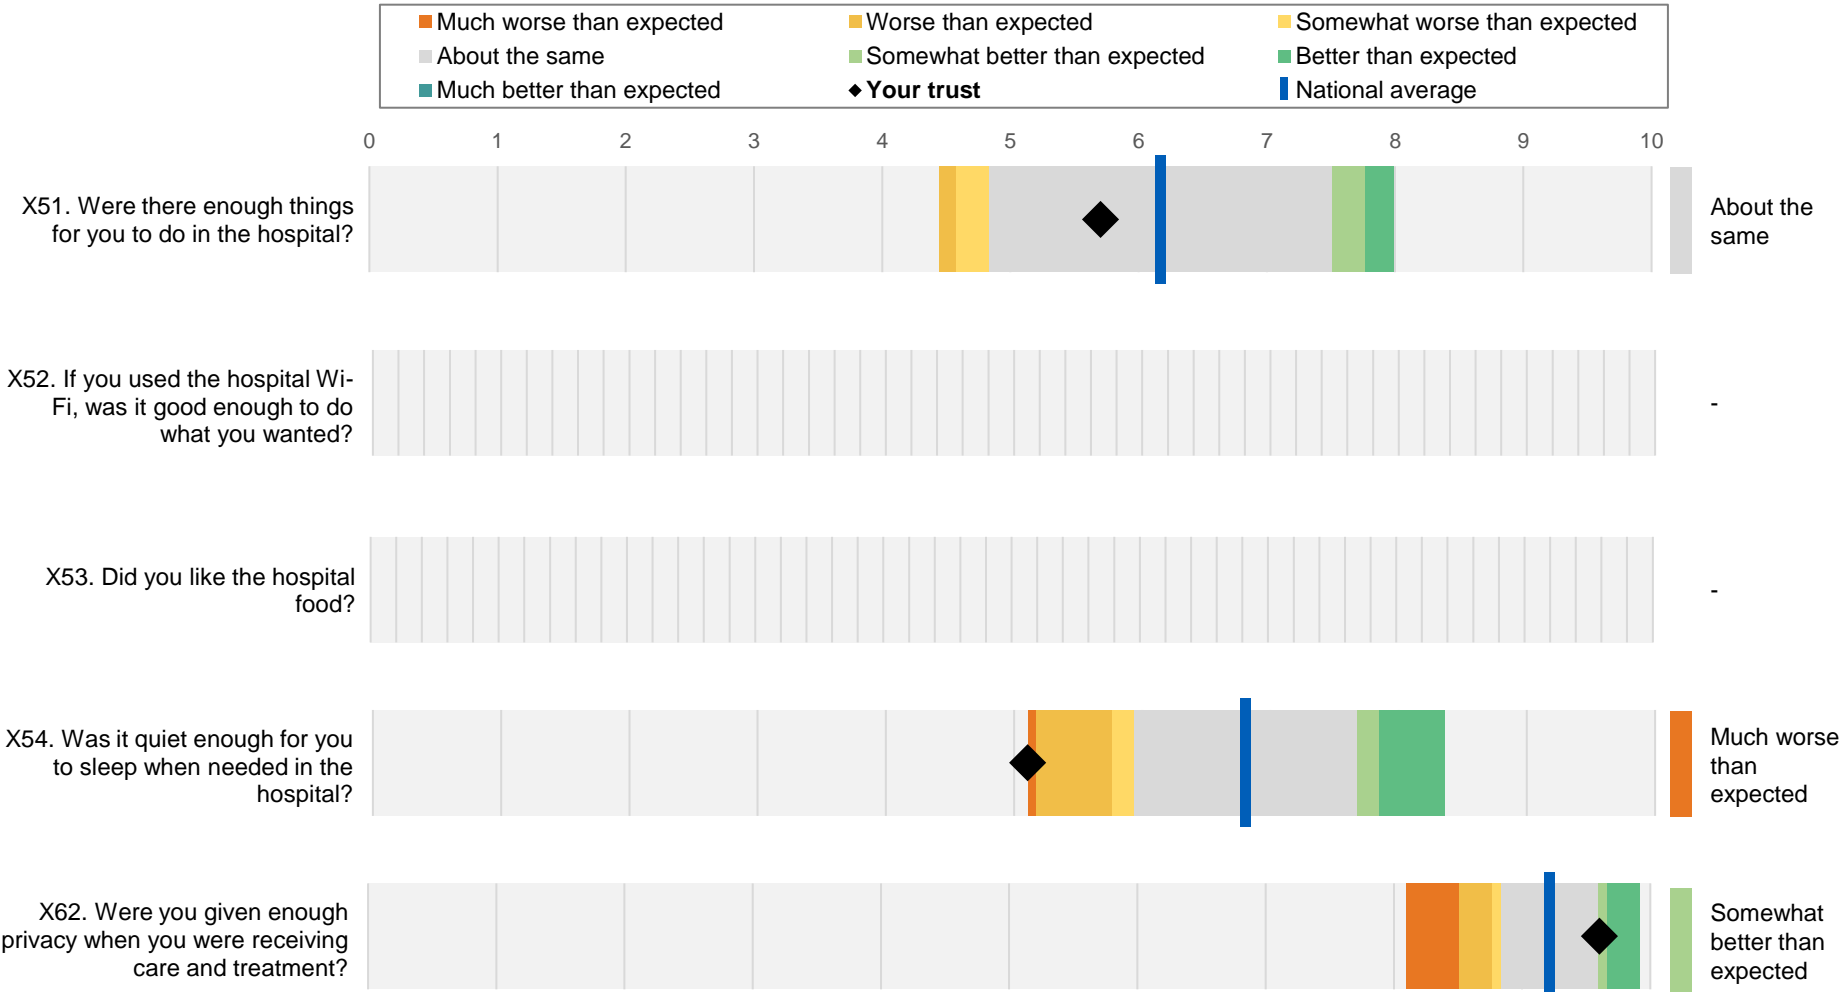 Much worse than expected
Worse than expected
Somewhat worse than expected
About the same
Somewhat better than expected
Better than expected
Much better than expected
Your trust
National average
0 1 2 3 4 5 6 7 8 9 10
X51. Were there enough things
for you to do in the hospital?
About the
same
X52. If you used the hospital Wi-
Fi, was it good enough to do
what you wanted?
-
X53. Did you like the hospital
food?
-
X54. Was it quiet enough for you
to sleep when needed in the
hospital?
Much worse
than
expected
X62. Were you given enough
privacy when you were receiving
care and treatment?
Somewhat
better than
expected